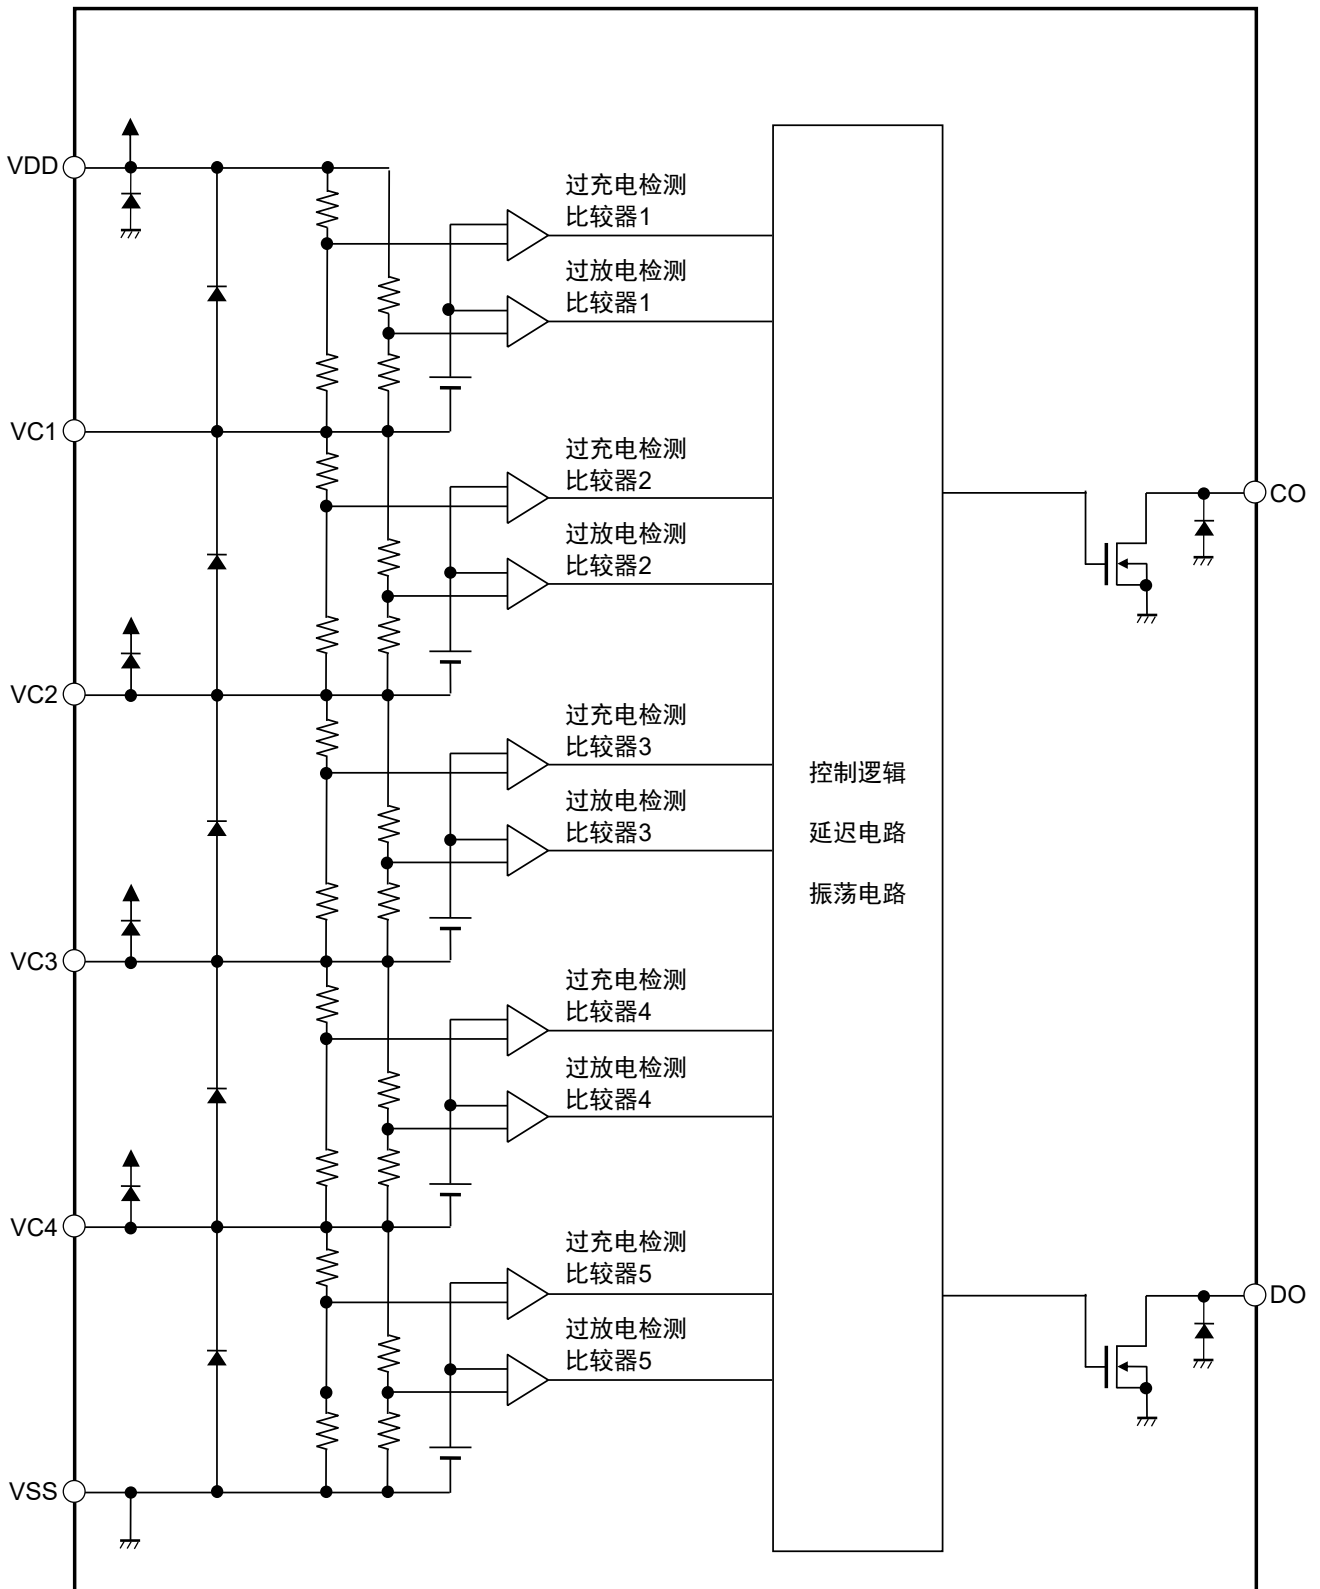 VDD
过充电检测
比较器1
过放电检测
比较器1
VC1
过充电检测
比较器2
过放电检测
比较器2
CO
VC2
过充电检测
比较器3
控制逻辑
过放电检测
比较器3
延迟电路
振荡电路
VC3
过充电检测
比较器4
过放电检测
比较器4
VC4
过充电检测
比较器5
DO
过放电检测
比较器5
VSS